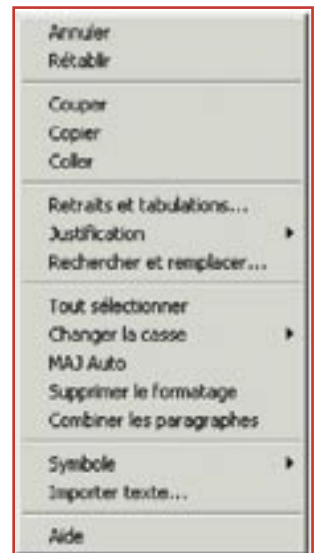 Annuler
Rétablir
Couper
Copier
Coller
Retraits et tabulations...
Justification
Rechercher et remplacer...
Tout sélectionner
Changer la casse
MAJ Auto
Supprimer le formatage
Combiner les paragraphes
Symbole
Importer texte...
Aide